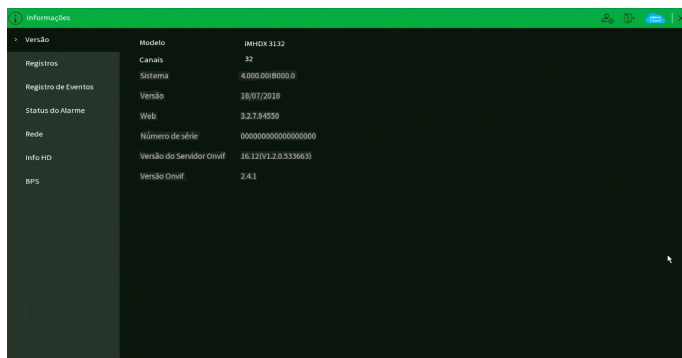 Informações
> Versão
Registros
Registro de Eventos
Status do Alarme
Rede
Info HD
BPS
Modelo iMHDX 3132
Canais 32
Sistema 4.000.00IB000.0
Versão 18/07/2018
Web 3.2.7.94550
Número de série 000000000000000000
Versão do Servidor Onvif 16.12(V1.2.0.533663)
Versão Onvif 2.4.1